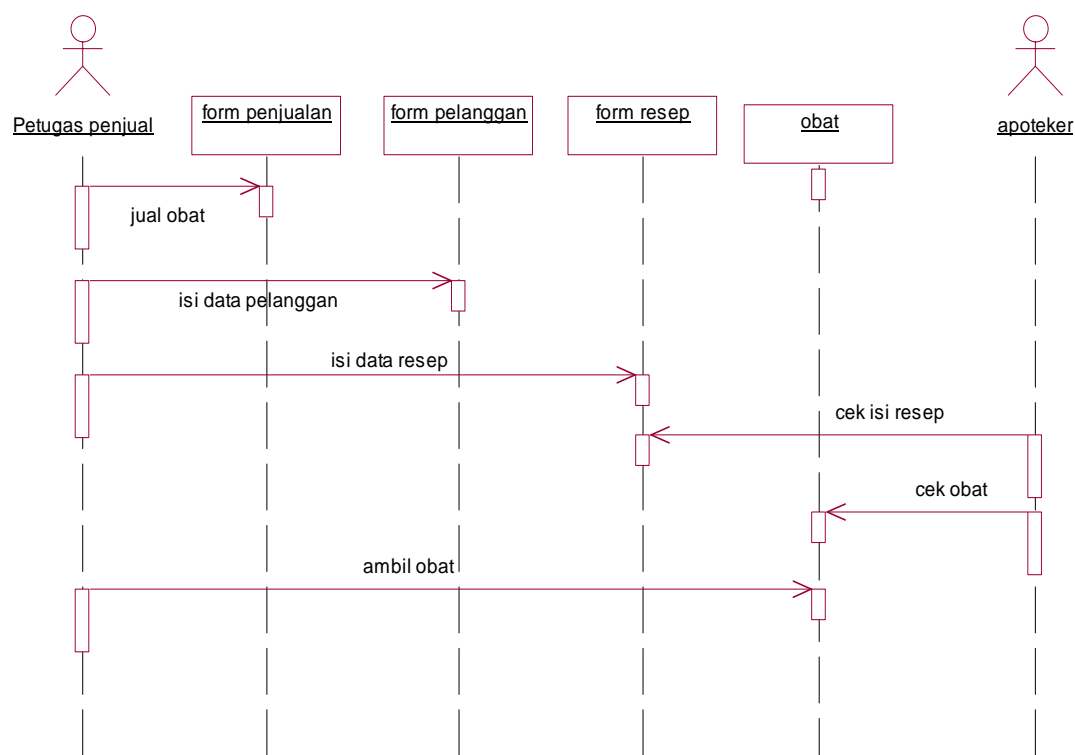 Petugas penjual
form penjualan
form pelanggan
form resep
obat
apoteker
jual obat
isi data pelanggan
isi data resep
cek isi resep
cek obat
ambil obat